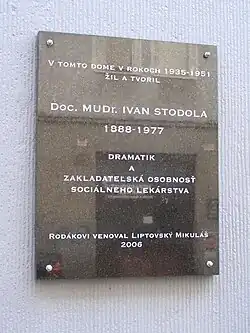 V TOMTO DOME V ROKOCH 1935-1951
ŽIL A TVORIL
DOC. MUDR. IVAN STODOLA
1888-1977
DRAMATIK
A
ZAKLADATEĽSKÁ OSOBNOSŤ
SOCIÁLNEHO LEKÁRSTVA
RODÁKOVI VENOVAL LIPTOVSKÝ MIKULÁŠ
2006